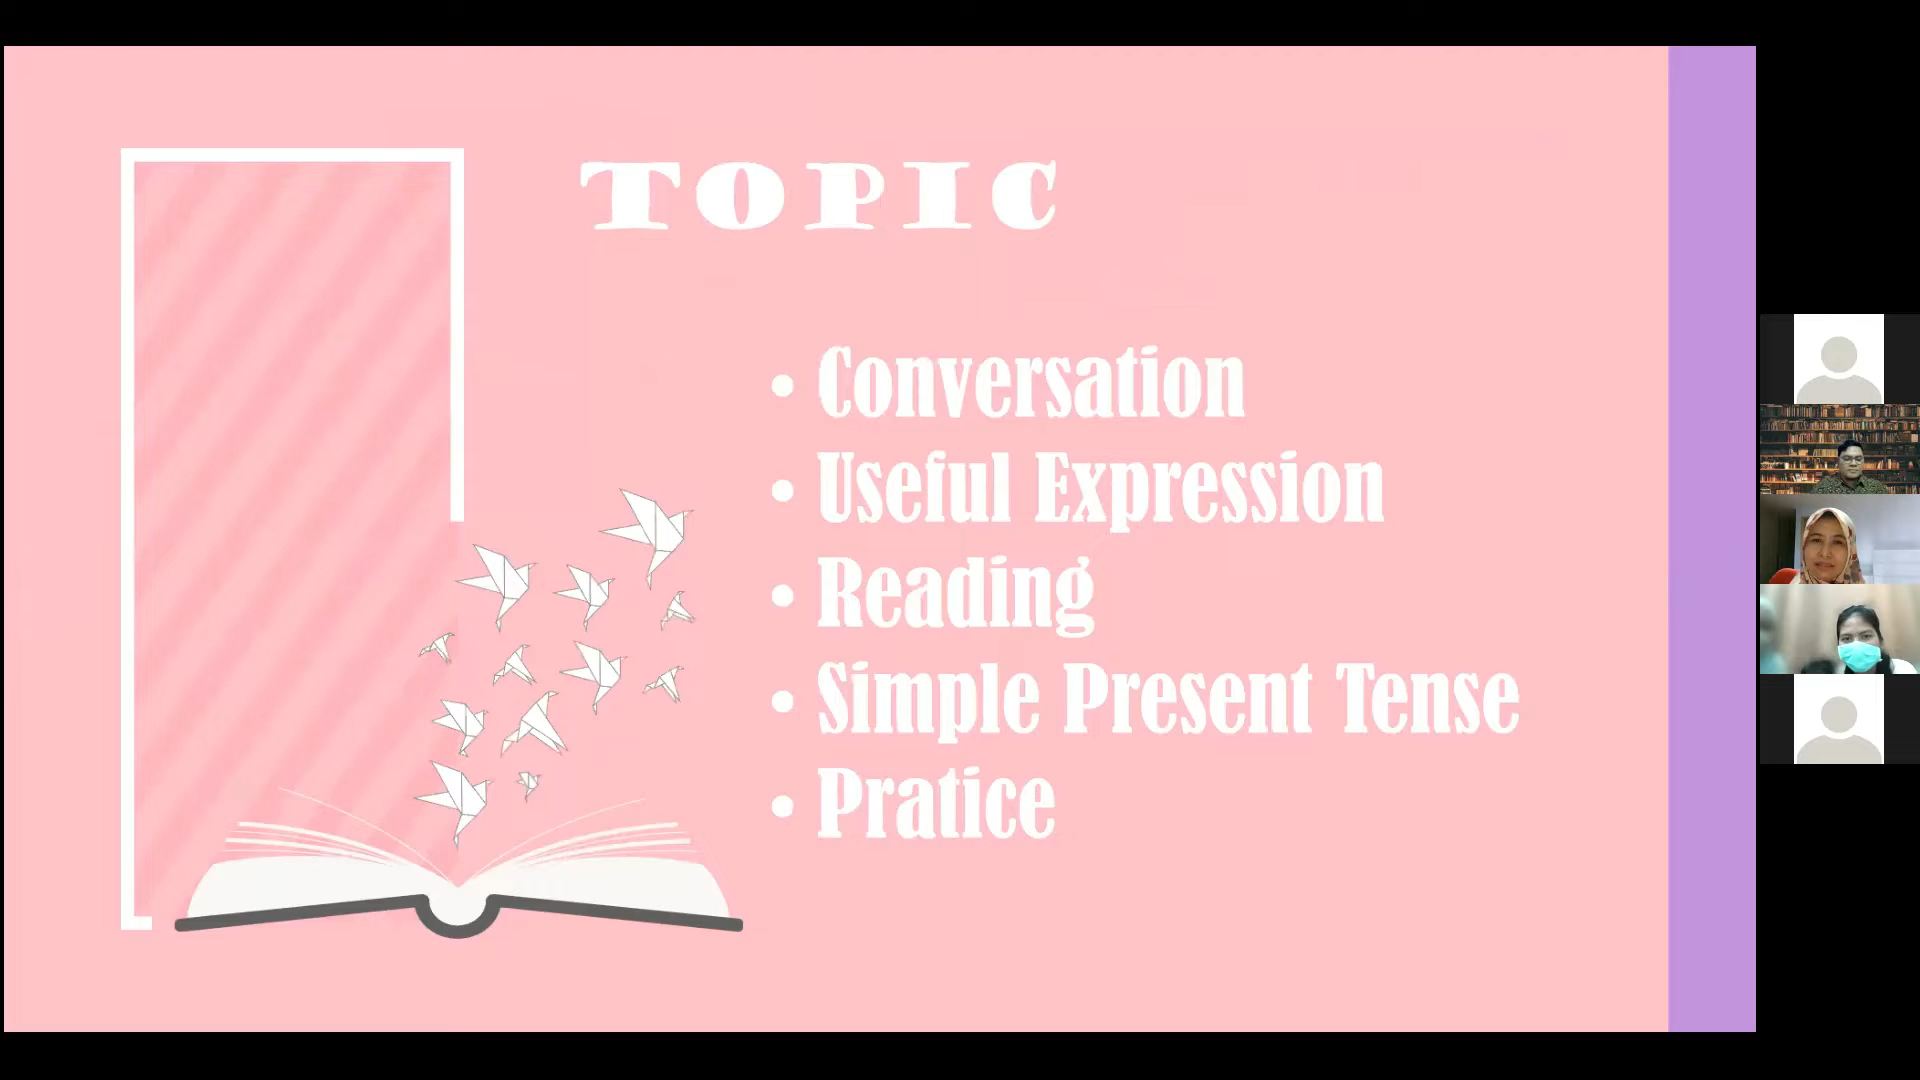 TOPIC
• Conversation
• Useful Expression
• Reading
• Simple Present Tense
• Pratice